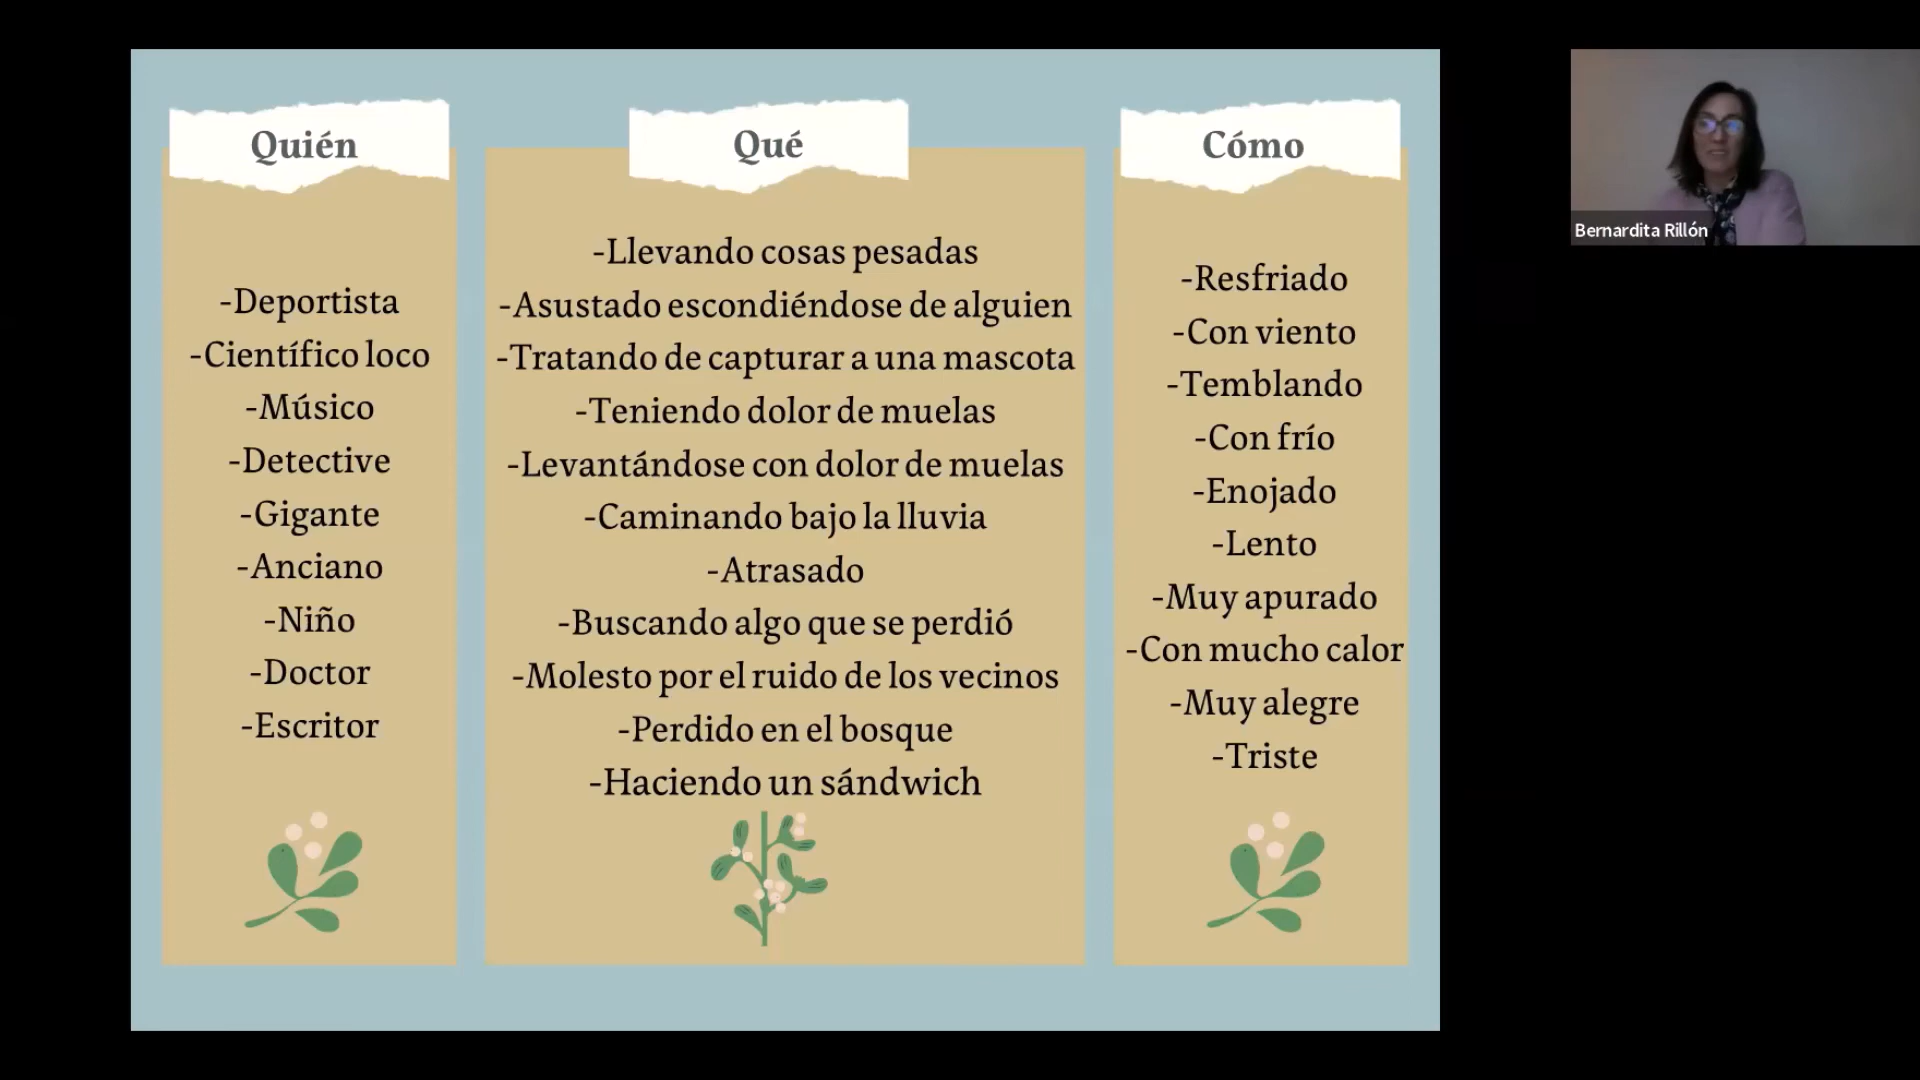 Quién
-Deportista
-Científico loco
-Músico
-Detective
-Gigante
-Anciano
-Niño
-Doctor
-Escritor
Qué
-Llevando cosas pesadas
-Asustado escondiéndose de alguien
-Tratando de capturar a una mascota
-Teniendo dolor de muelas
-Levantándose con dolor de muelas
-Caminando bajo la lluvia
-Atrasado
-Buscando algo que se perdió
-Molesto por el ruido de los vecinos
-Perdido en el bosque
-Haciendo un sándwich
Cómo
-Resfriado
-Con viento
-Temblando
-Con frío
-Enojado
-Lento
-Muy apurado
-Con mucho calor
-Muy alegre
-Triste
Bernardita Rillón